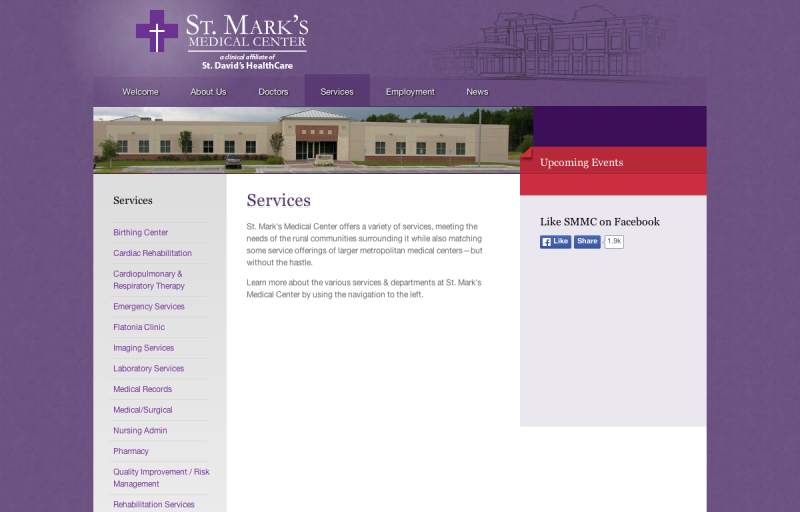 St. Mark's
Medical Center
a clinical affiliate of
St. David's HealthCare
Welcome
About Us
Doctors
Services
Employment
News
Upcoming Events
Services
Birthing Center
Cardiac Rehabilitation
Cardiopulmonary &
Respiratory Therapy
Emergency Services
Flatonia Clinic
Imaging Services
Laboratory Services
Medical Records
Medical/Surgical
Nursing Admin
Pharmacy
Quality Improvement / Risk
Management
Rehabilitation Services
Services
St. Mark's Medical Center offers a variety of services, meeting the
needs of the rural communities surrounding it while also matching
some service offerings of larger metropolitan medical centers—but
without the hastle.
Learn more about the various services & departments at St. Mark's
Medical Center by using the navigation to the left.
Like SMMC on Facebook
Like
Share
1.9k